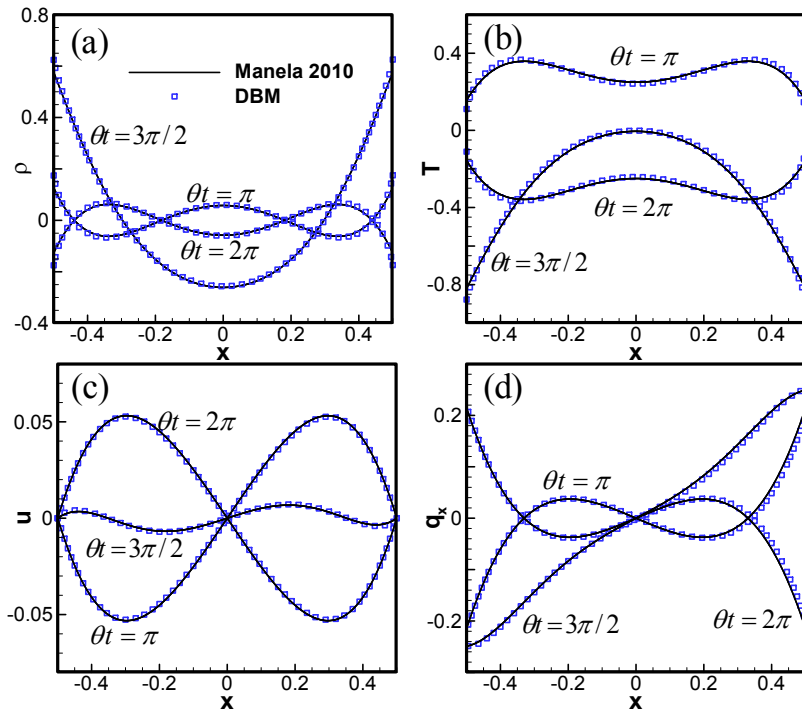 (a)
0.8
0.4
0
-0.4
ρ
Manela 2010
DBM
θt = 3π/2
θt = π
θt = 2π
-0.4 -0.2 0 0.2 0.4
x
(b)
0.4
0
-0.4
-0.8
T
θt = π
θt = 2π
θt = 3π/2
-0.4 -0.2 0 0.2 0.4
x
(c)
0.05
0
-0.05
u
θt = 2π
θt = 3π/2
θt = π
-0.4 -0.2 0 0.2 0.4
x
(d)
0.2
0
-0.2
qx
θt = π
θt = 3π/2
θt = 2π
-0.4 -0.2 0 0.2 0.4
x